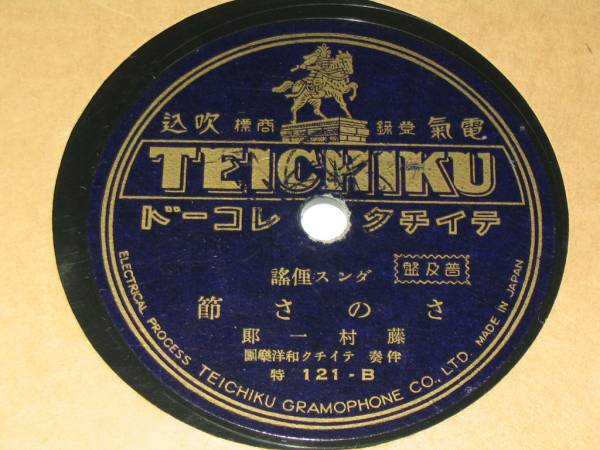 電氣 登録 商標 吹込
TEICHIKU
テイチク レコード
普及盤
ダンス俚謠
さのさ節
藤村一郎
伴奏 テイチク和洋樂團
特 121-B
ELECTRICAL PROCESS TEICHIKU GRAMOPHONE CO., LTD. MADE IN JAPAN